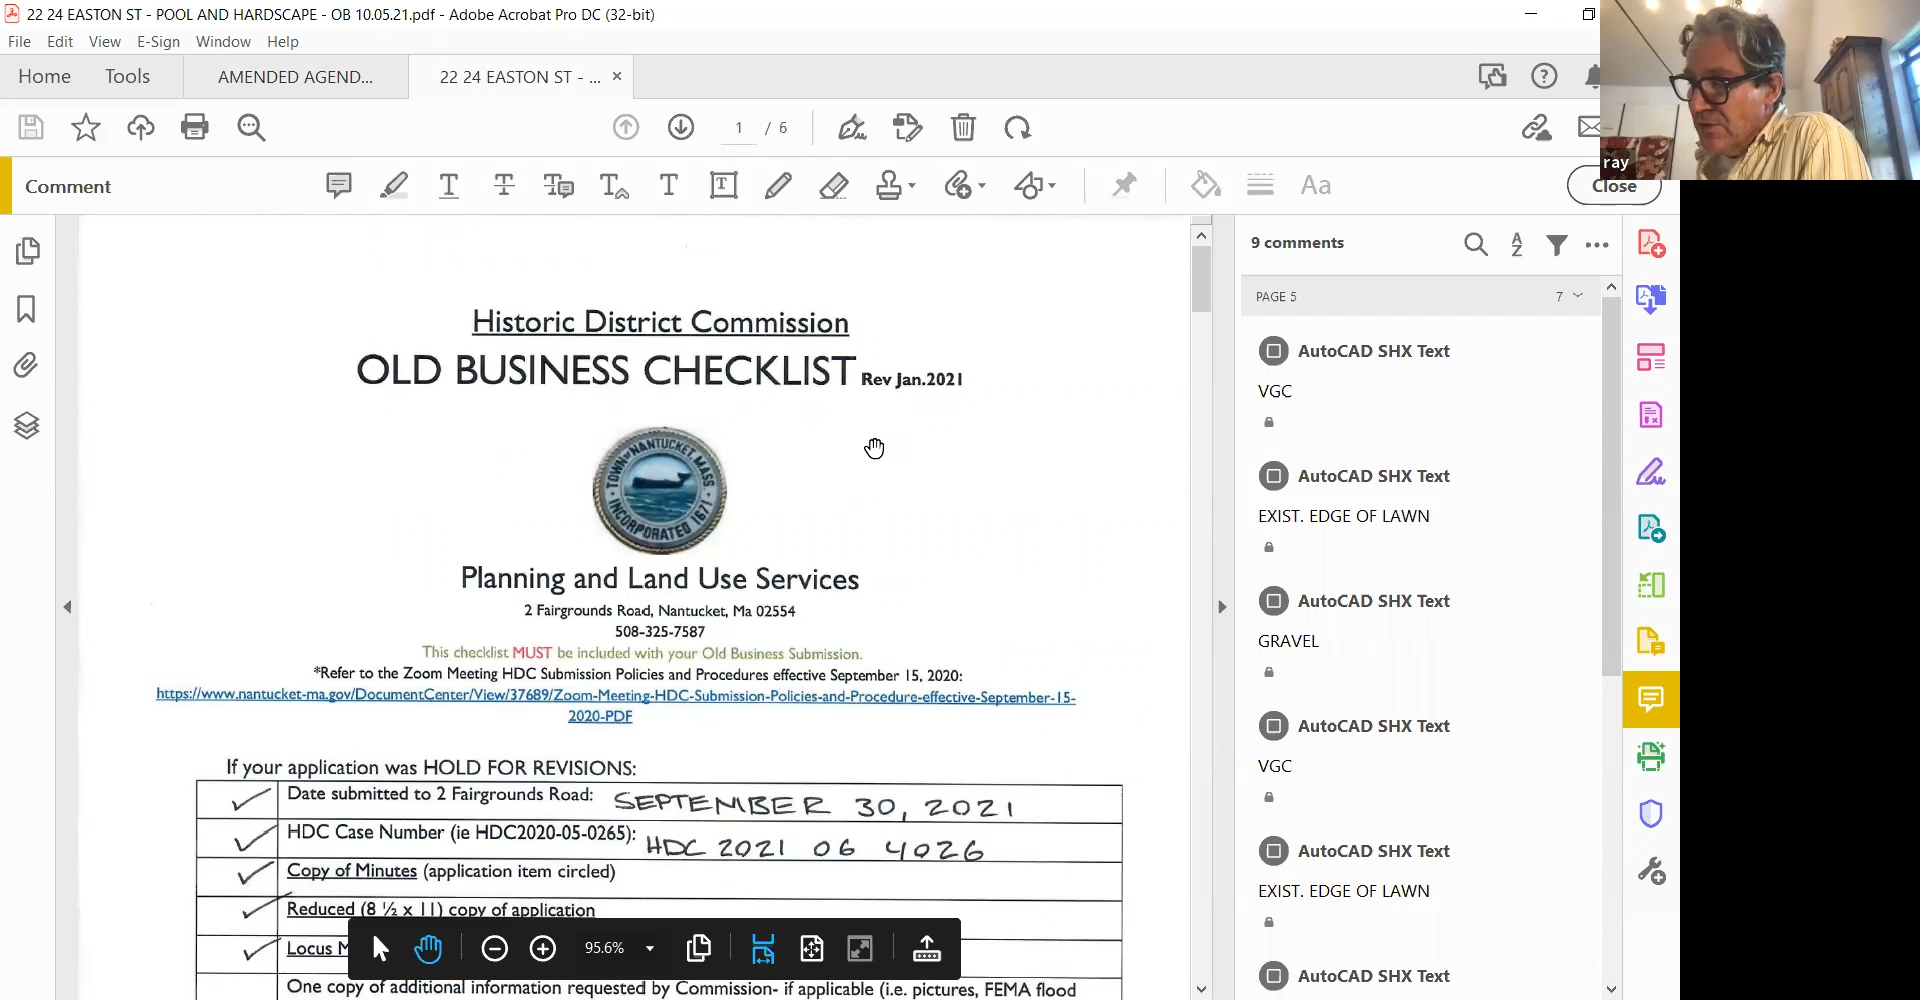 22 24 EASTON ST - POOL AND HARDSCAPE - OB 10.05.21.pdf - Adobe Acrobat Pro DC (32-bit)
File Edit View E-Sign Window Help
Home Tools AMENDED AGEND... 22 24 EASTON ST - ... ×
1 / 6
ray
Comment
Aa
Close
9 comments
PAGE 5 7
AutoCAD SHX Text
VGC
AutoCAD SHX Text
EXIST. EDGE OF LAWN
AutoCAD SHX Text
GRAVEL
AutoCAD SHX Text
VGC
AutoCAD SHX Text
EXIST. EDGE OF LAWN
AutoCAD SHX Text
Historic District Commission
OLD BUSINESS CHECKLIST Rev Jan.2021
TOWN of NANTUCKET, MASS.
INCORPORATED 1671
Planning and Land Use Services
2 Fairgrounds Road, Nantucket, Ma 02554
508-325-7587
This checklist MUST be included with your Old Business Submission.
*Refer to the Zoom Meeting HDC Submission Policies and Procedures effective September 15, 2020:
https://www.nantucket-ma.gov/DocumentCenter/View/37689/Zoom-Meeting-HDC-Submission-Policies-and-Procedure-effective-September-15-
2020-PDF
If your application was HOLD FOR REVISIONS:
Date submitted to 2 Fairgrounds Road: SEPTEMBER 30, 2021
HDC Case Number (ie HDC2020-05-0265): HDC 2021 06 4026
Copy of Minutes (application item circled)
Reduced (8 ½ x 11) copy of application
Locus
95.6%
One copy of additional information requested by Commission- if applicable (i.e. pictures, FEMA flood